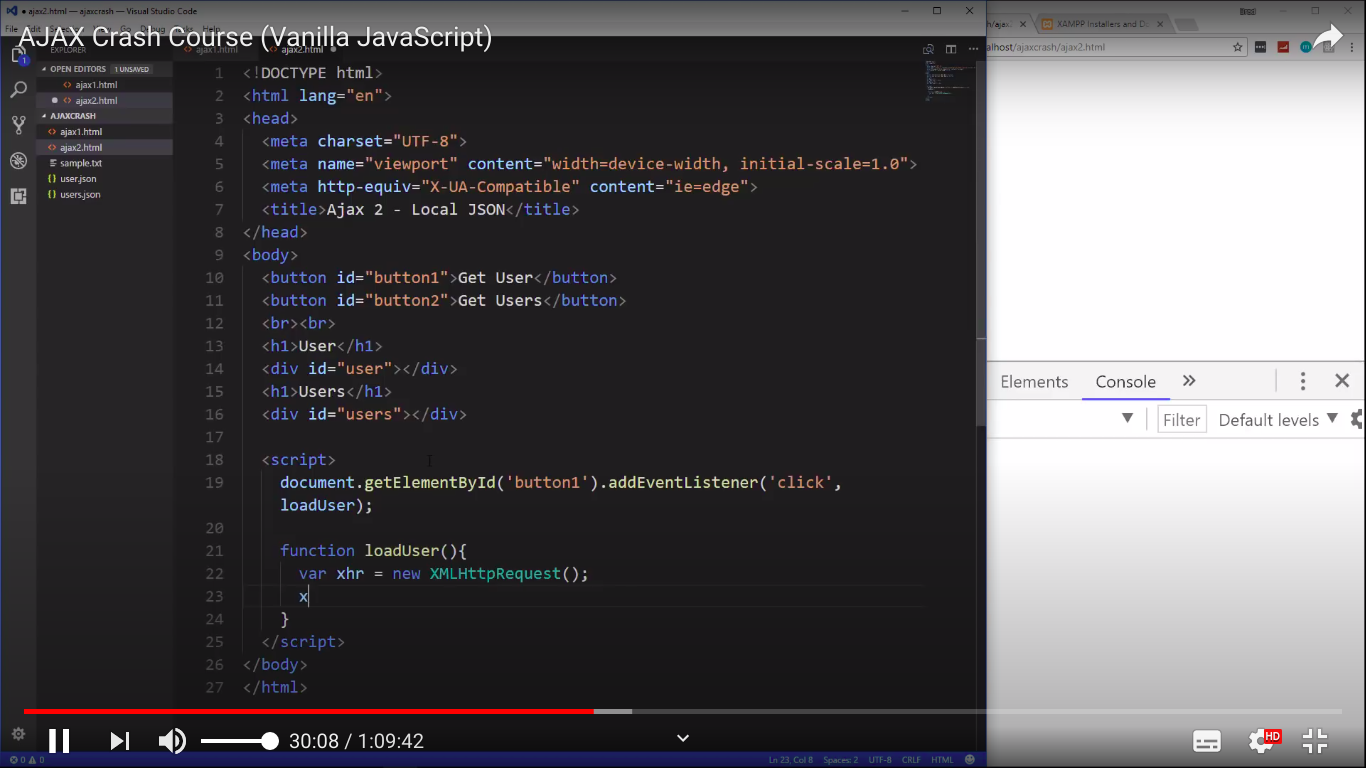 ajax2.html — ajaxcrash — Visual Studio Code
AJAX Crash Course (Vanilla JavaScript)
XAMPP Installers and Do
EXPLORER
ajax1.html
ajax2.html
alhost/ajaxcrash/ajax2.html
OPEN EDITORS 1 UNSAVED
ajax1.html
ajax2.html
AJAXCRASH
ajax1.html
ajax2.html
sample.txt
user.json
users.json
1
1 <!DOCTYPE html>
2 <html lang="en">
3 <head>
4 <meta charset="UTF-8">
5 <meta name="viewport" content="width=device-width, initial-scale=1.0">
6 <meta http-equiv="X-UA-Compatible" content="ie=edge">
7 <title>Ajax 2 - Local JSON</title>
8 </head>
9 <body>
10 <button id="button1">Get User</button>
11 <button id="button2">Get Users</button>
12 <br><br>
13 <h1>User</h1>
14 <div id="user"></div>
15 <h1>Users</h1>
16 <div id="users"></div>
17
18 <script>
19 document.getElementById('button1').addEventListener('click',
loadUser);
20
21 function loadUser(){
22 var xhr = new XMLHttpRequest();
23 x
24 }
25 </script>
26 </body>
27 </html>
Elements Console
Filter Default levels
30:08 / 1:09:42
HD
0 0 Ln 23, Col 8 Spaces: 2 UTF-8 CRLF HTML